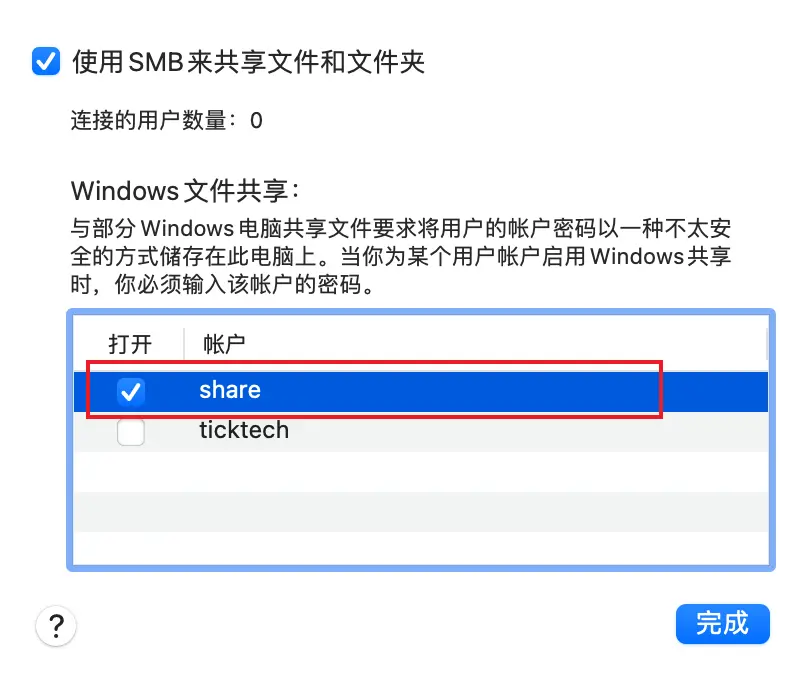 使用SMB来共享文件和文件夹
连接的用户数量：0
Windows文件共享：
与部分Windows电脑共享文件要求将用户的帐户密码以一种不太安
全的方式储存在此电脑上。当你为某个用户帐户启用Windows共享
时，你必须输入该帐户的密码。
打开 帐户
share
ticktech
? 完成